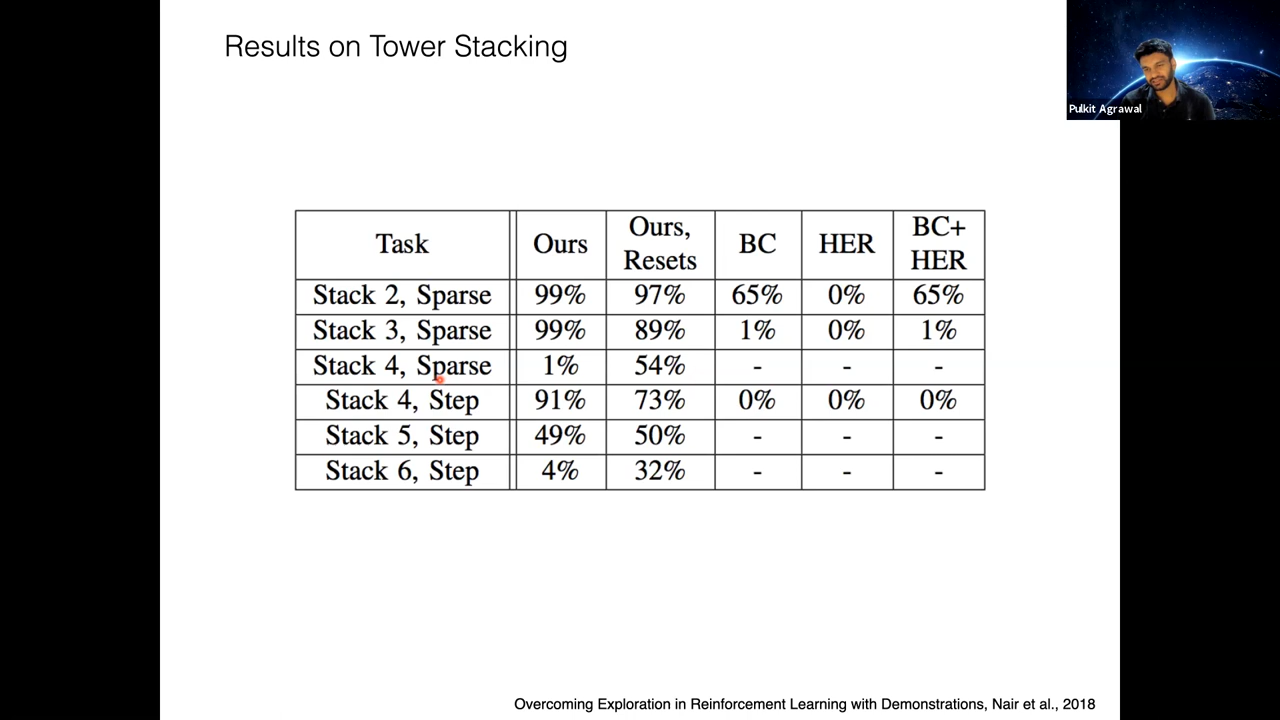 Results on Tower Stacking
Pulkit Agrawal
Task Ours Ours, Resets BC HER BC+ HER
Stack 2, Sparse 99% 97% 65% 0% 65%
Stack 3, Sparse 99% 89% 1% 0% 1%
Stack 4, Sparse 1% 54% - - -
Stack 4, Step 91% 73% 0% 0% 0%
Stack 5, Step 49% 50% - - -
Stack 6, Step 4% 32% - - -
Overcoming Exploration in Reinforcement Learning with Demonstrations, Nair et al., 2018